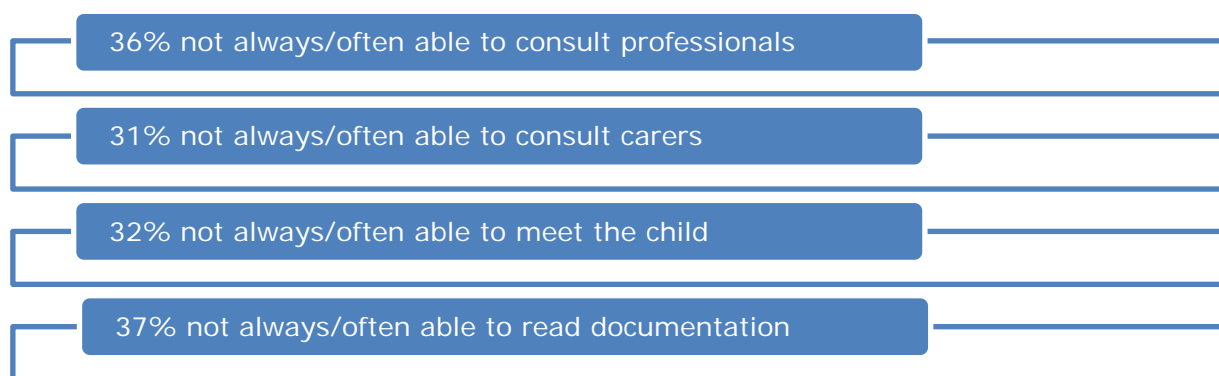 36% not always/often able to consult professionals
31% not always/often able to consult carers
32% not always/often able to meet the child
37% not always/often able to read documentation